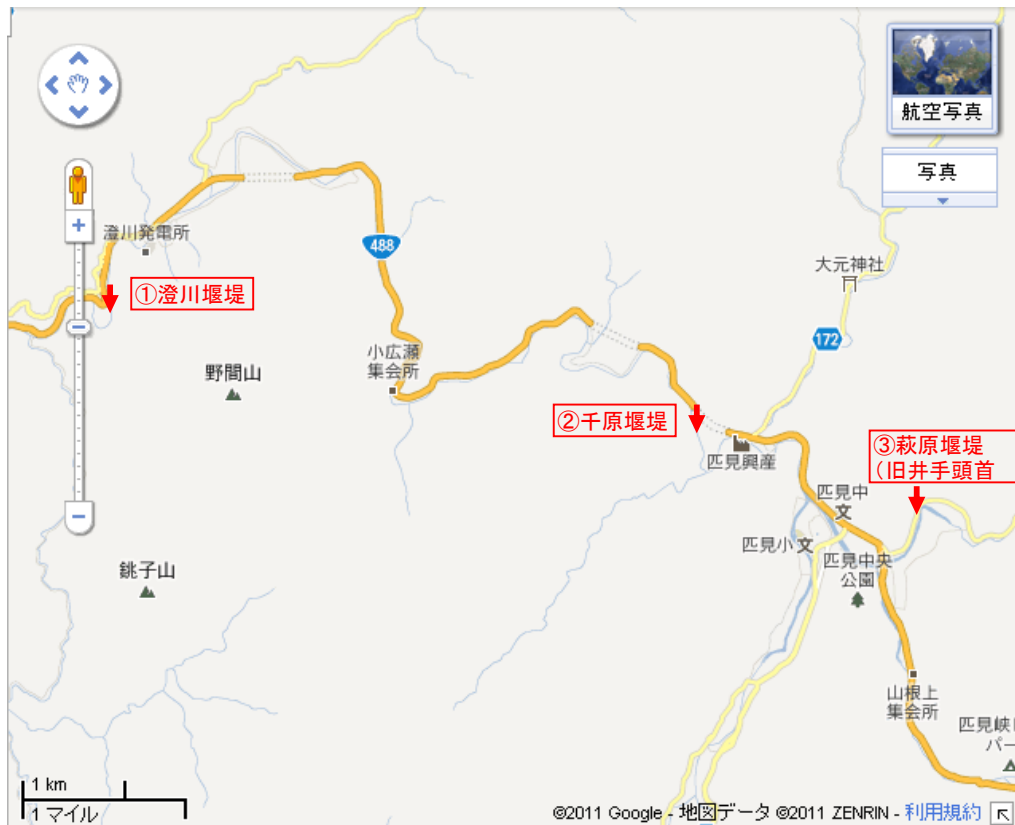 航空写真
写真
澄川発電所
488
①澄川堰堤
大元神社
172
小広瀬
集会所
野間山
②千原堰堤
匹見興産
③萩原堰堤
(旧井手頭首
匹見中
文
匹見小 文
匹見中央
公園
銚子山
山根上
集会所
匹見峡
パー
1 km
1 マイル
©2011 Google - 地図データ ©2011 ZENRIN - 利用規約